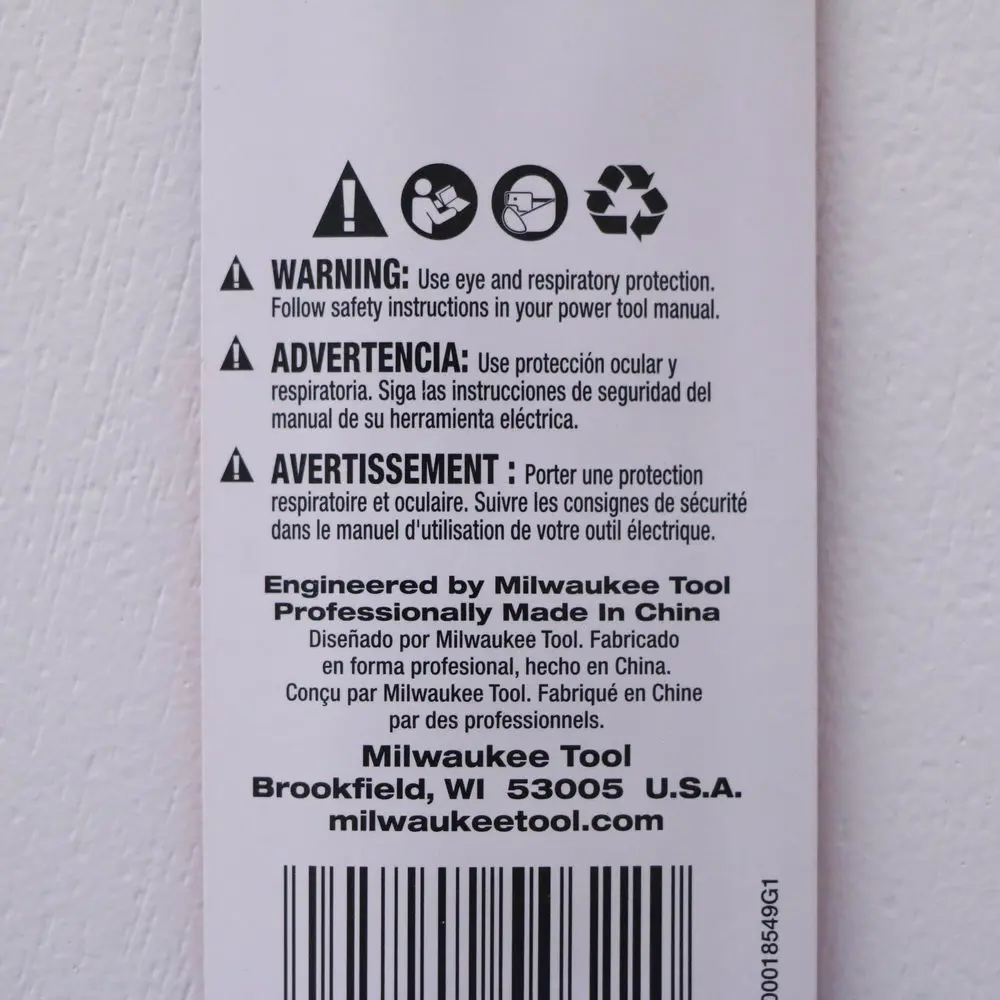 WARNING: Use eye and respiratory protection.
Follow safety instructions in your power tool manual.
ADVERTENCIA: Use protección ocular y
respiratoria. Siga las instrucciones de seguridad del
manual de su herramienta eléctrica.
AVERTISSEMENT : Porter une protection
respiratoire et oculaire. Suivre les consignes de sécurité
dans le manuel d'utilisation de votre outil électrique.
Engineered by Milwaukee Tool
Professionally Made In China
Diseñado por Milwaukee Tool. Fabricado
en forma profesional, hecho en China.
Conçu par Milwaukee Tool. Fabriqué en Chine
par des professionnels.
Milwaukee Tool
Brookfield, WI 53005 U.S.A.
milwaukeetool.com